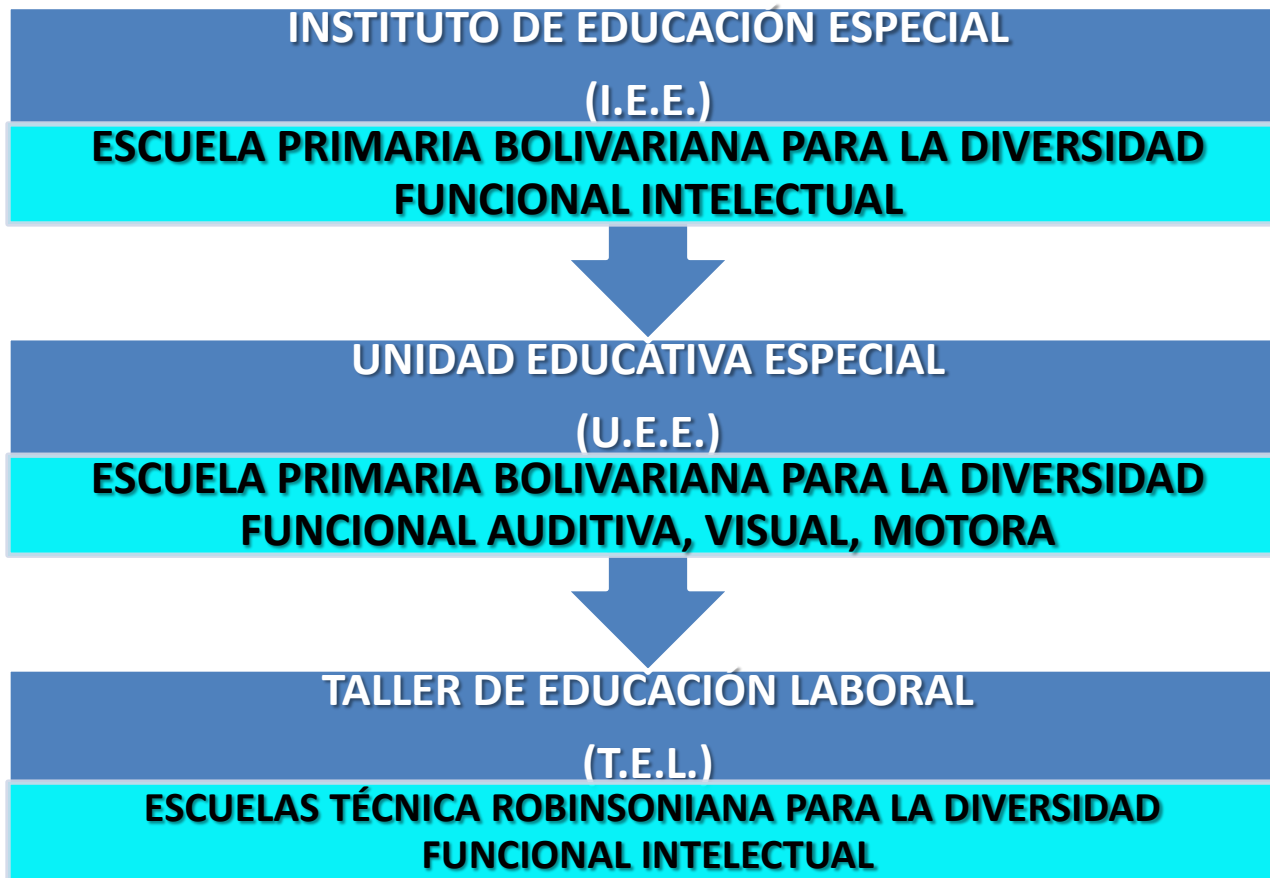 INSTITUTO DE EDUCACIÓN ESPECIAL
(I.E.E.)
ESCUELA PRIMARIA BOLIVARIANA PARA LA DIVERSIDAD
FUNCIONAL INTELECTUAL
UNIDAD EDUCATIVA ESPECIAL
(U.E.E.)
ESCUELA PRIMARIA BOLIVARIANA PARA LA DIVERSIDAD
FUNCIONAL AUDITIVA, VISUAL, MOTORA
TALLER DE EDUCACIÓN LABORAL
(T.E.L.)
ESCUELAS TÉCNICA ROBINSONIANA PARA LA DIVERSIDAD
FUNCIONAL INTELECTUAL